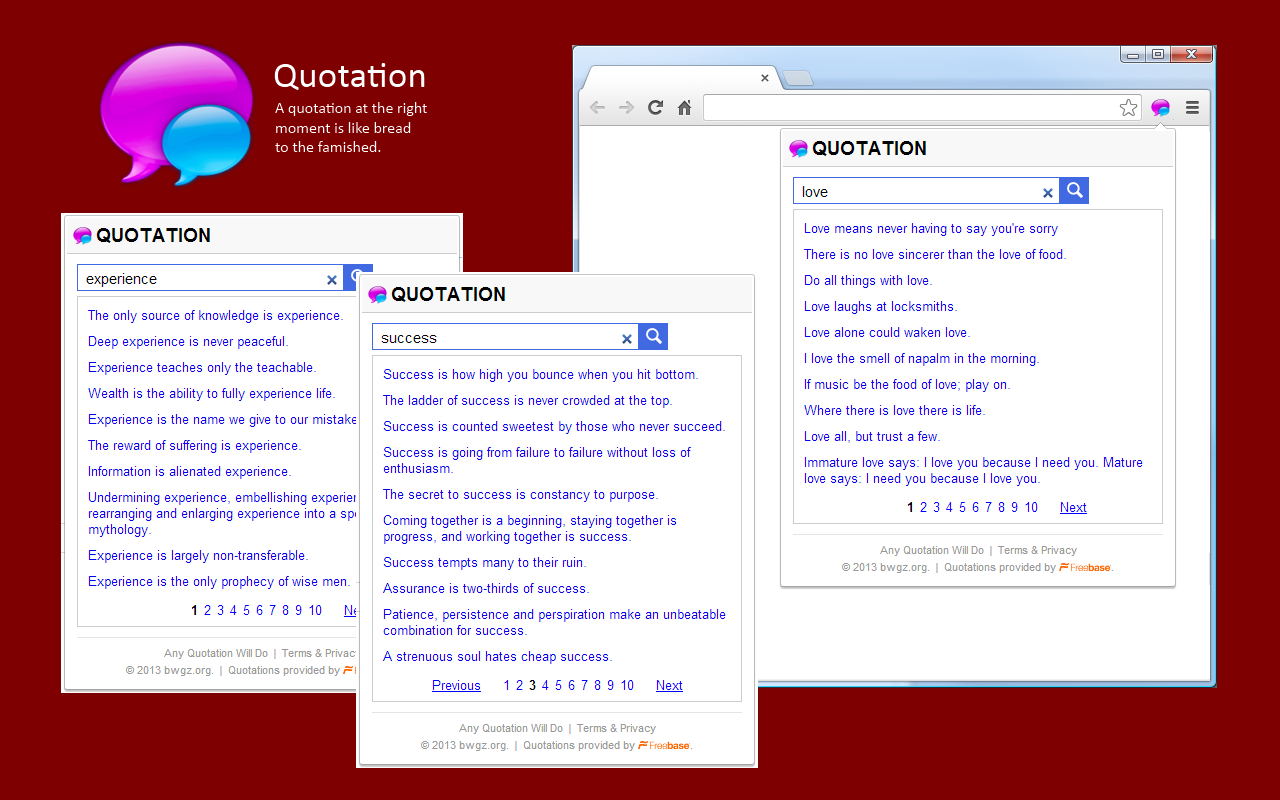 Quotation
A quotation at the right
moment is like bread
to the famished.
QUOTATION
experience
The only source of knowledge is experience.
Deep experience is never peaceful.
Experience teaches only the teachable.
Wealth is the ability to fully experience life.
Experience is the name we give to our mistake
The reward of suffering is experience.
Information is alienated experience.
Undermining experience, embellishing experien
rearranging and enlarging experience into a spe
mythology.
Experience is largely non-transferable.
Experience is the only prophecy of wise men.
1 2 3 4 5 6 7 8 9 10 Ne
Any Quotation Will Do | Terms & Privac
© 2013 bwgz.org. | Quotations provided by
QUOTATION
success
Success is how high you bounce when you hit bottom.
The ladder of success is never crowded at the top.
Success is counted sweetest by those who never succeed.
Success is going from failure to failure without loss of
enthusiasm.
The secret to success is constancy to purpose.
Coming together is a beginning, staying together is
progress, and working together is success.
Success tempts many to their ruin.
Assurance is two-thirds of success.
Patience, persistence and perspiration make an unbeatable
combination for success.
A strenuous soul hates cheap success.
Previous 1 2 3 4 5 6 7 8 9 10 Next
Any Quotation Will Do | Terms & Privacy
© 2013 bwgz.org. | Quotations provided by Freebase.
QUOTATION
love
Love means never having to say you're sorry
There is no love sincerer than the love of food.
Do all things with love.
Love laughs at locksmiths.
Love alone could waken love.
I love the smell of napalm in the morning.
If music be the food of love; play on.
Where there is love there is life.
Love all, but trust a few.
Immature love says: I love you because I need you. Mature
love says: I need you because I love you.
1 2 3 4 5 6 7 8 9 10 Next
Any Quotation Will Do | Terms & Privacy
© 2013 bwgz.org. | Quotations provided by Freebase.